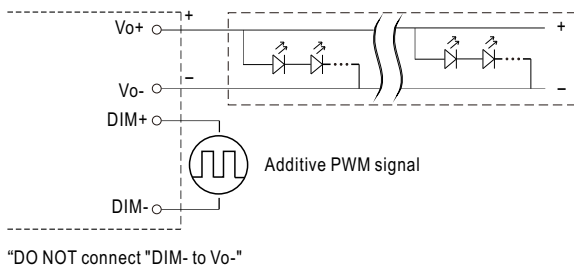 Vo+
+
+
Vo-
−
−
DIM+
Additive PWM signal
DIM-
“DO NOT connect "DIM- to Vo-"